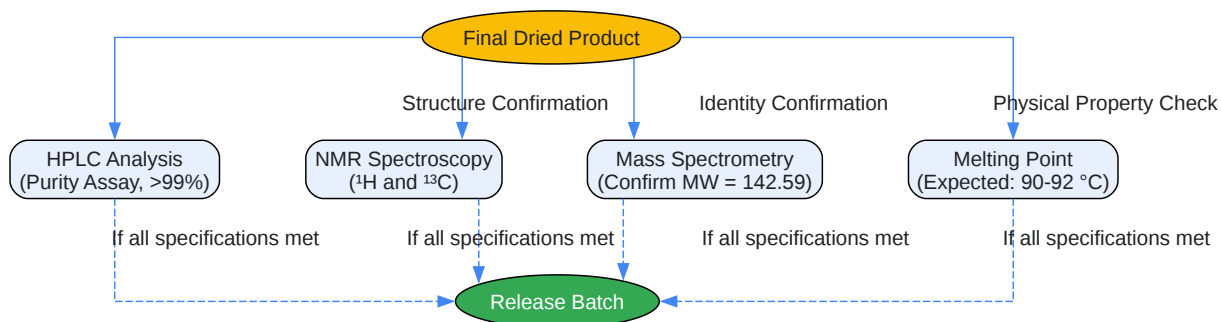 Final Dried Product
Structure Confirmation
Identity Confirmation
Physical Property Check
HPLC Analysis
(Purity Assay, >99%)
NMR Spectroscopy
(¹H and ¹³C)
Mass Spectrometry
(Confirm MW = 142.59)
Melting Point
(Expected: 90-92 °C)
If all specifications met
If all specifications met
If all specifications met
If all specifications met
Release Batch